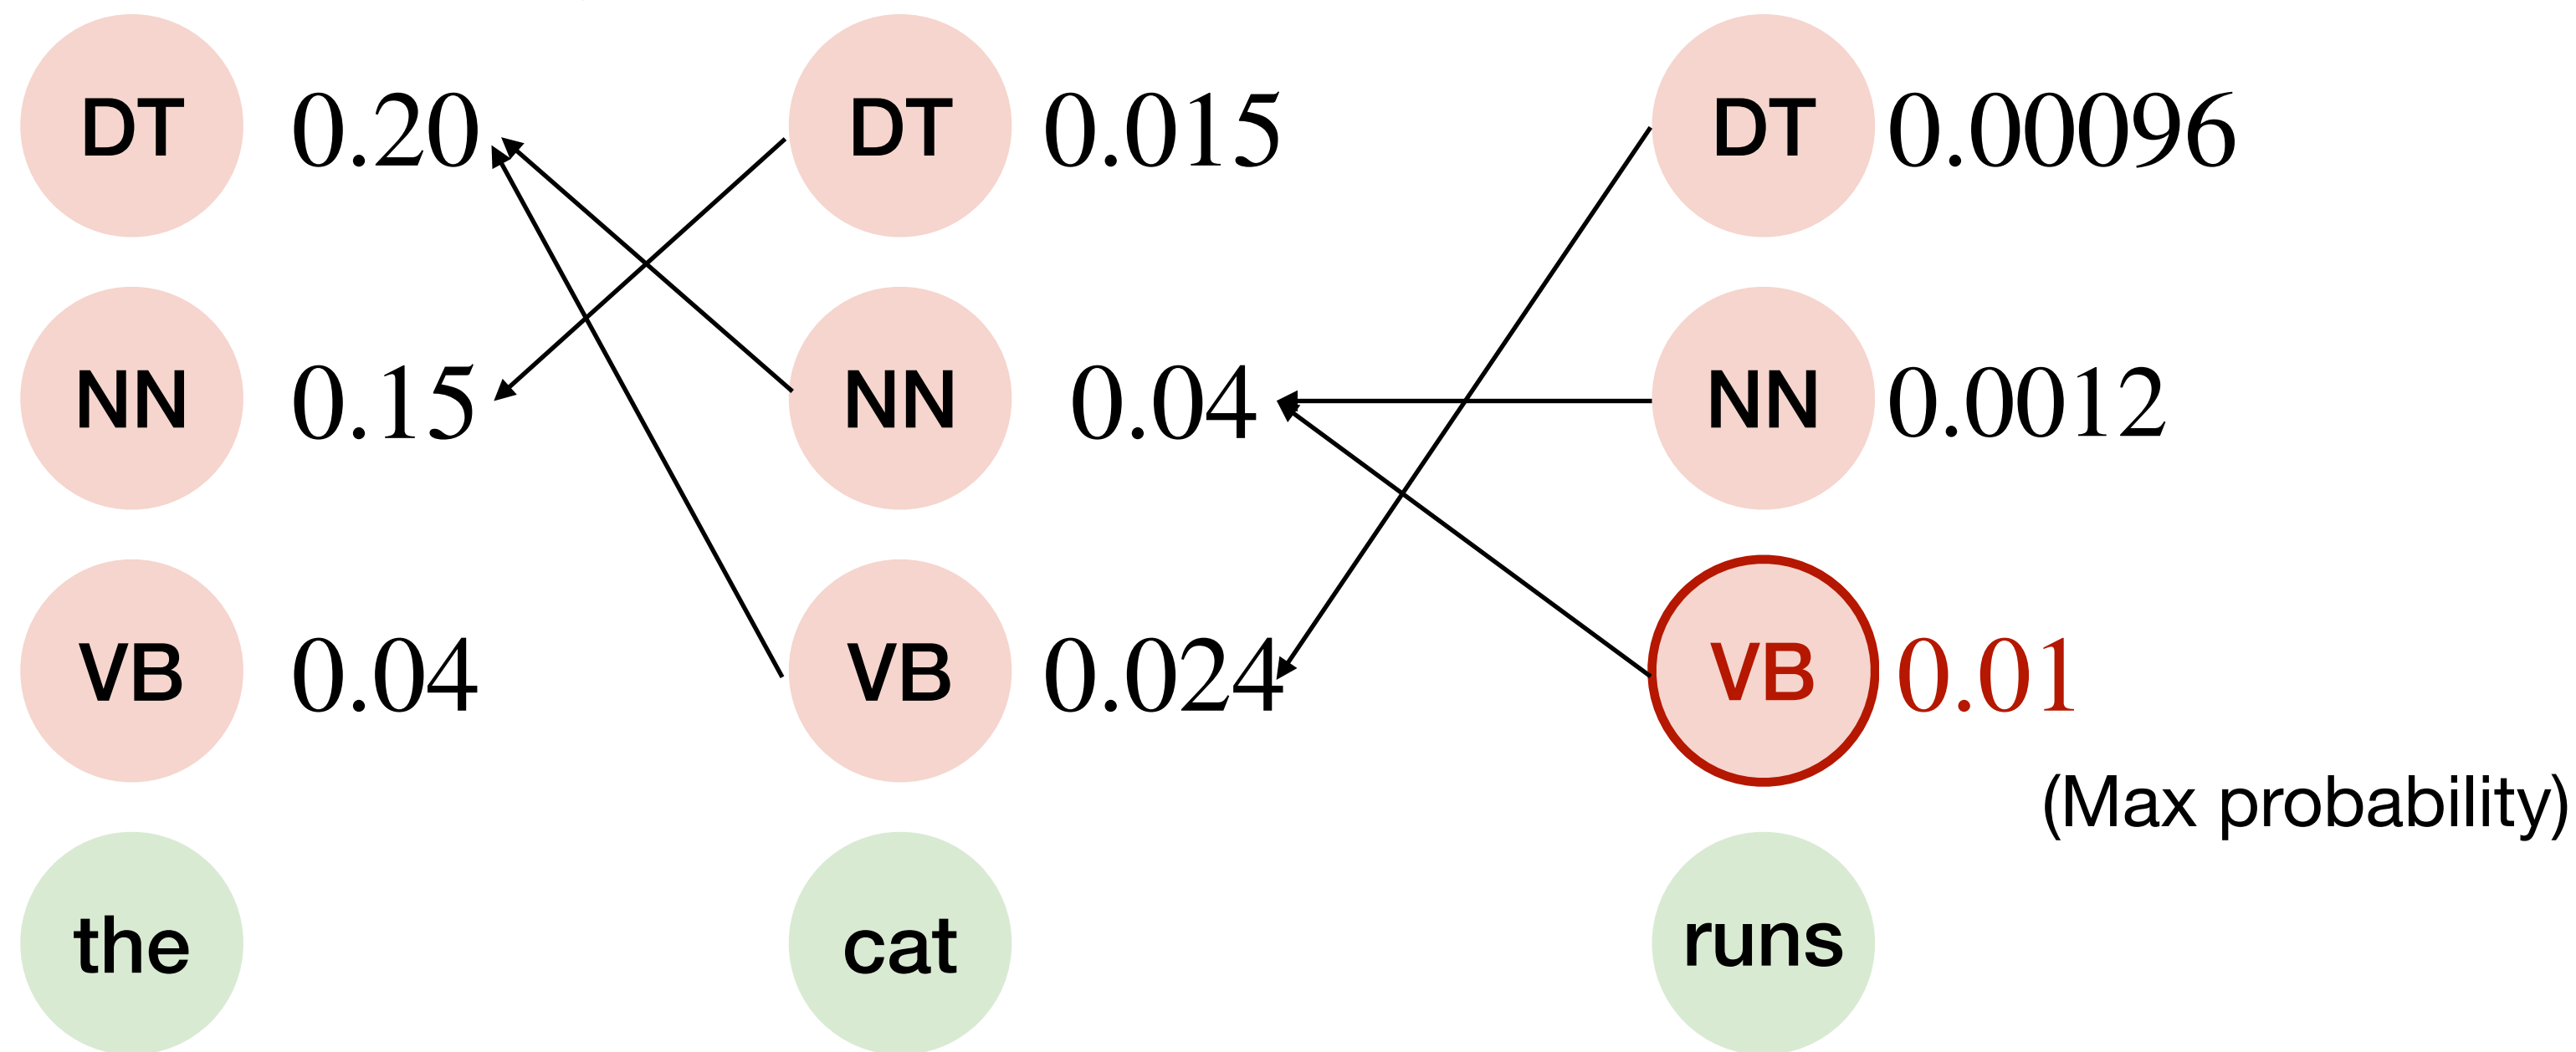 DT 0.20 DT 0.015 DT 0.00096
NN 0.15 NN 0.04 NN 0.0012
VB 0.04 VB 0.024 VB 0.01
(Max probability)
the cat runs